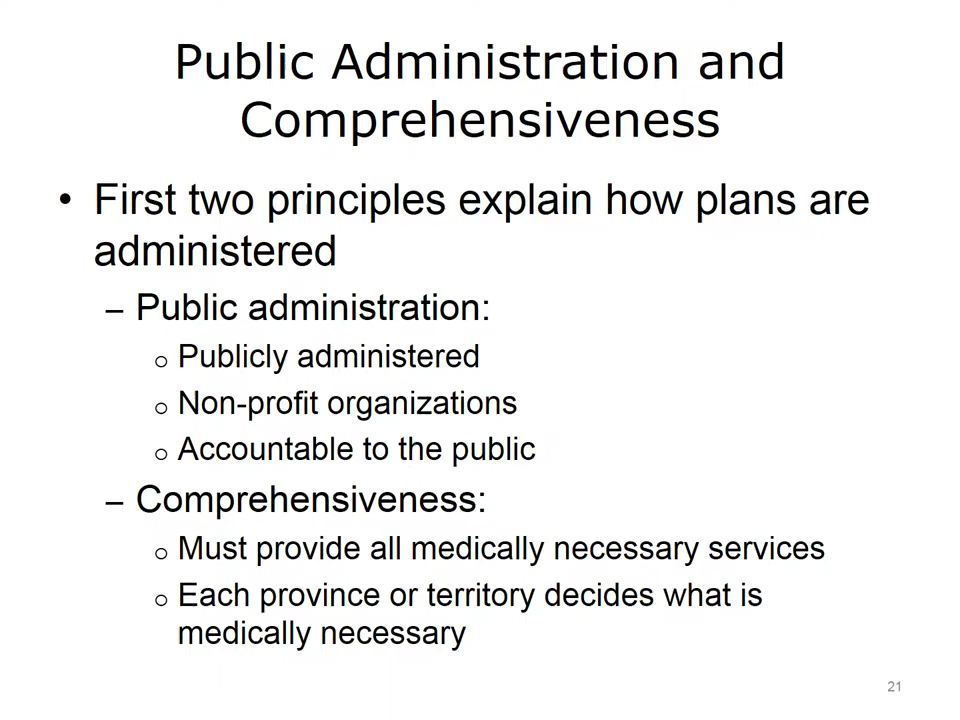 Public Administration and
Comprehensiveness
• First two principles explain how plans are
administered
– Public administration:
o Publicly administered
o Non-profit organizations
o Accountable to the public
– Comprehensiveness:
o Must provide all medically necessary services
o Each province or territory decides what is
medically necessary
21